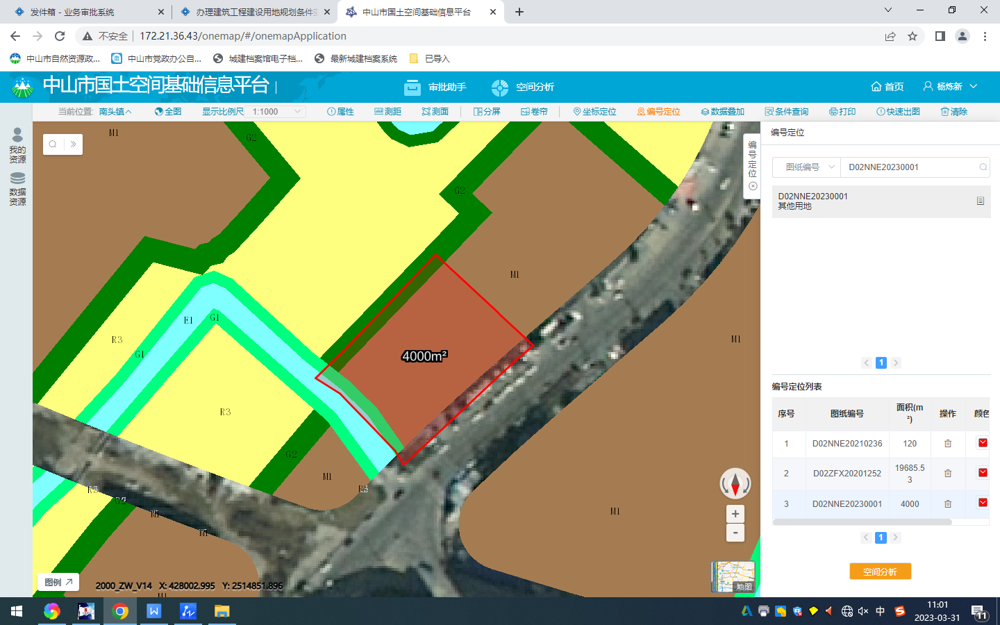 发件箱 - 业务审批系统
办理建筑工程建设用地规划条件
中山市国土空间基础信息平台
不安全
172.21.36.43/onemap/#/onemapApplication
中山市自然资源政...
中山市党政办公自...
城建档案馆电子档...
最新城建档案系统
已导入
中山市国土空间基础信息平台
审批助手
空间分析
首页
杨炼新
当前位置:
南头镇
全图
显示比例尺
1:1000
属性
测距
测面
分屏
卷帘
坐标定位
编号定位
数据叠加
条件查询
打印
快速出图
清除
我的
资源
数据
资源
M1
G2
G2
M1
E1
G1
R3
G1
4000m²
M1
R3
G2
M1
R3
R3
G2
M1
M1
M1
M1
编号定位
图例
2000_ZW_V14 X: 428002.995 Y: 2514851.896
+
-
地图
编号定位
图纸编号
D02NNE20230001
D02NNE20230001
其他用地
1
编号定位列表
序号 图纸编号 面积(m²) 操作 颜色
1 D02NNE20210236 120
2 D02ZFX20201252 19685.53
3 D02NNE20230001 4000
1
空间分析
中
11:01
2023-03-31
11